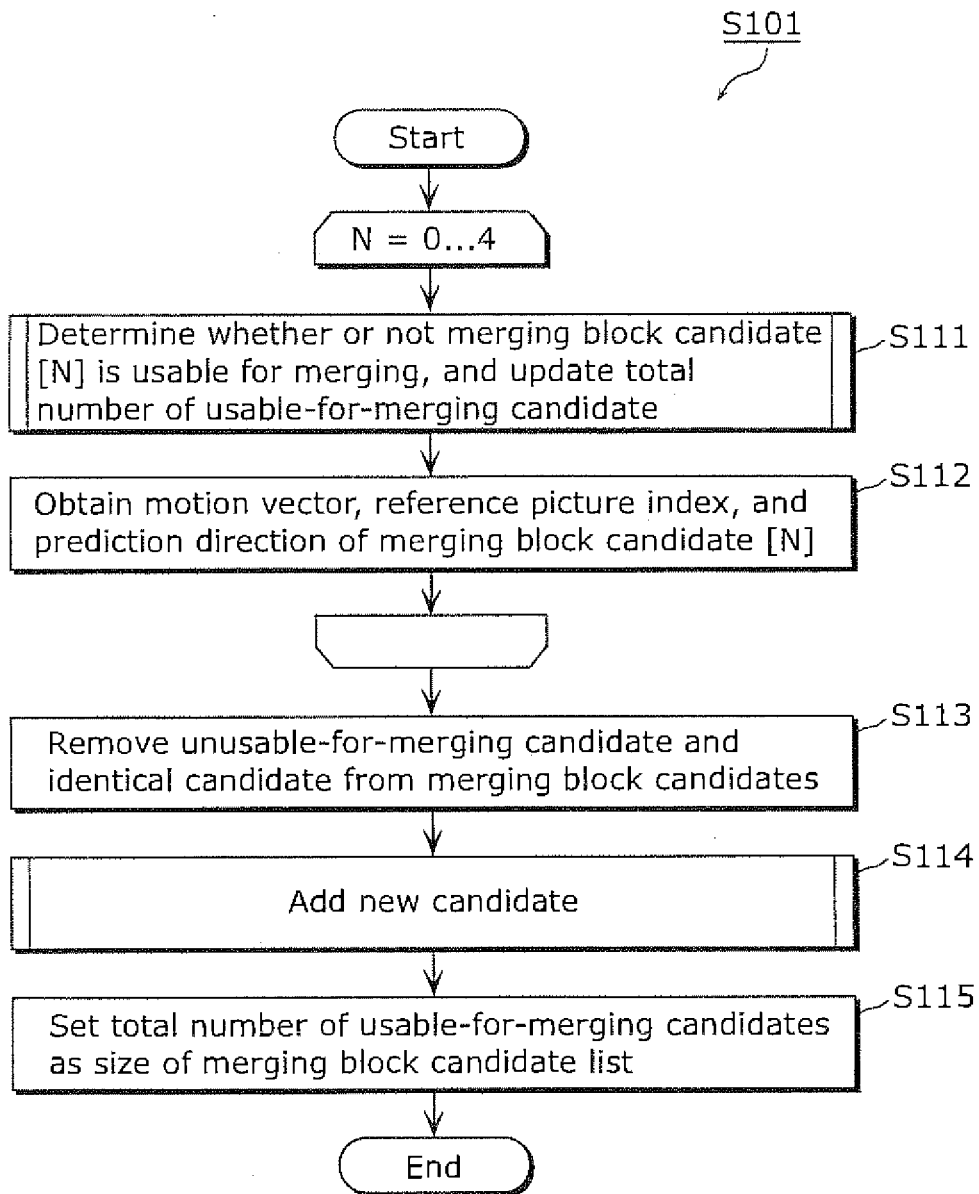 S101
Start
N = 0...4
Determine whether or not merging block candidate
[N] is usable for merging, and update total
number of usable-for-merging candidate
S111
Obtain motion vector, reference picture index, and
prediction direction of merging block candidate [N]
S112
Remove unusable-for-merging candidate and
identical candidate from merging block candidates
S113
Add new candidate
S114
Set total number of usable-for-merging candidates
as size of merging block candidate list
S115
End